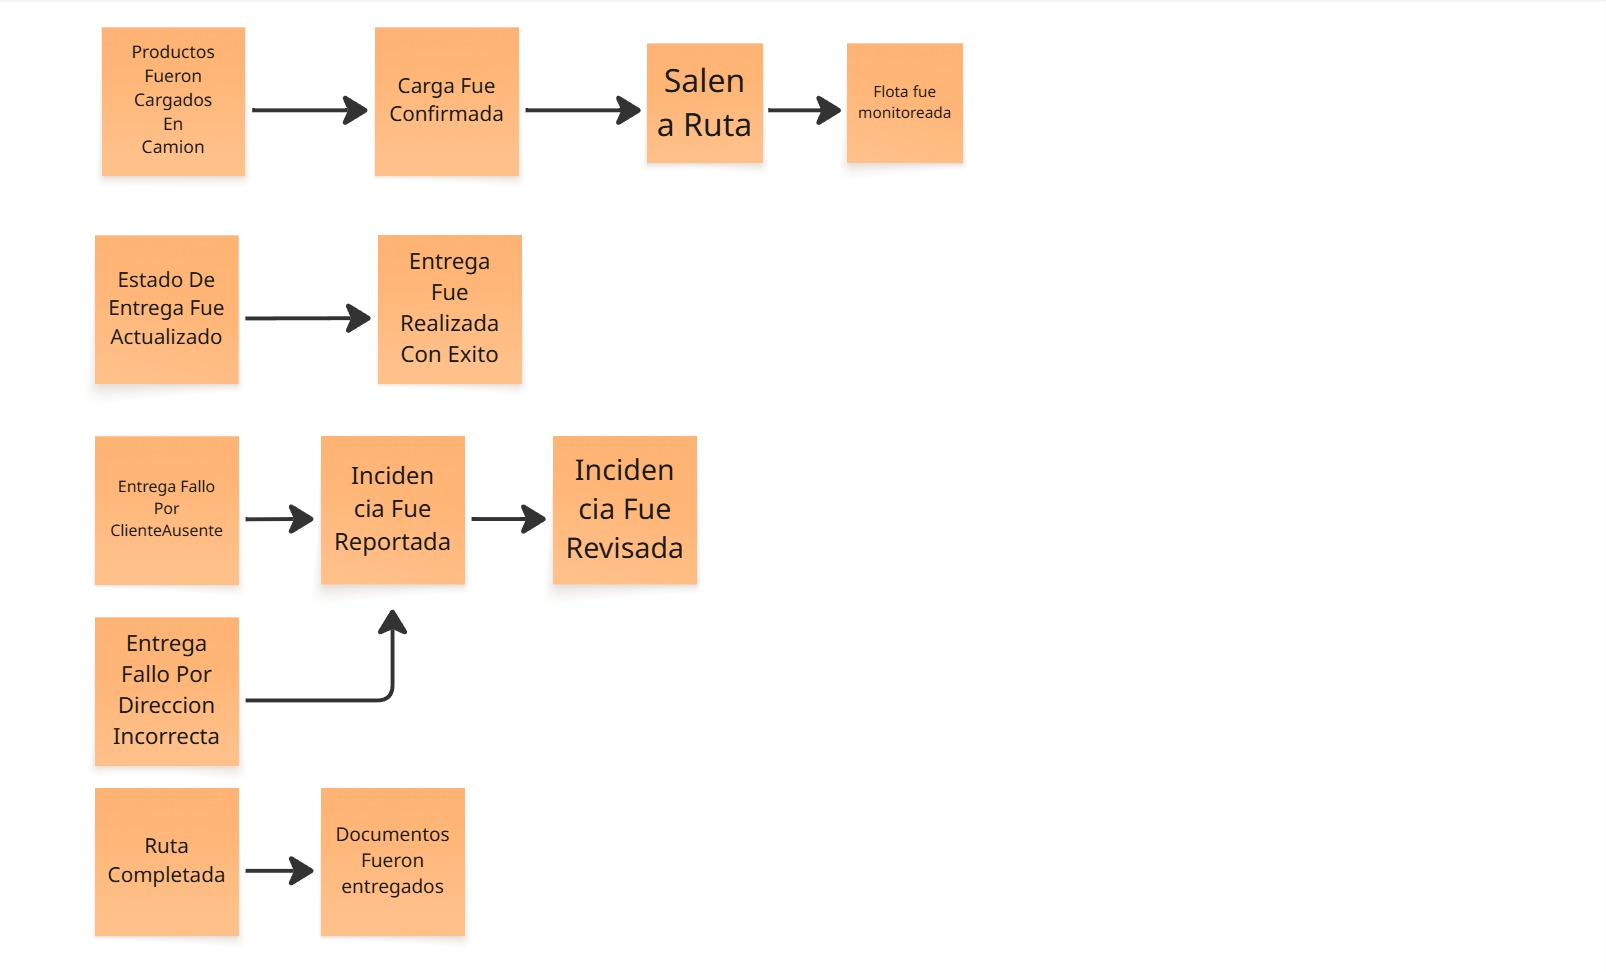 Productos
Fueron
Cargados
En
Camion
Carga Fue
Confirmada
Salen
a Ruta
Flota fue
monitoreada
Estado De
Entrega Fue
Actualizado
Entrega
Fue
Realizada
Con Exito
Entrega Fallo
Por
ClienteAusente
Inciden
cia Fue
Reportada
Inciden
cia Fue
Revisada
Entrega
Fallo Por
Direccion
Incorrecta
Ruta
Completada
Documentos
Fueron
entregados